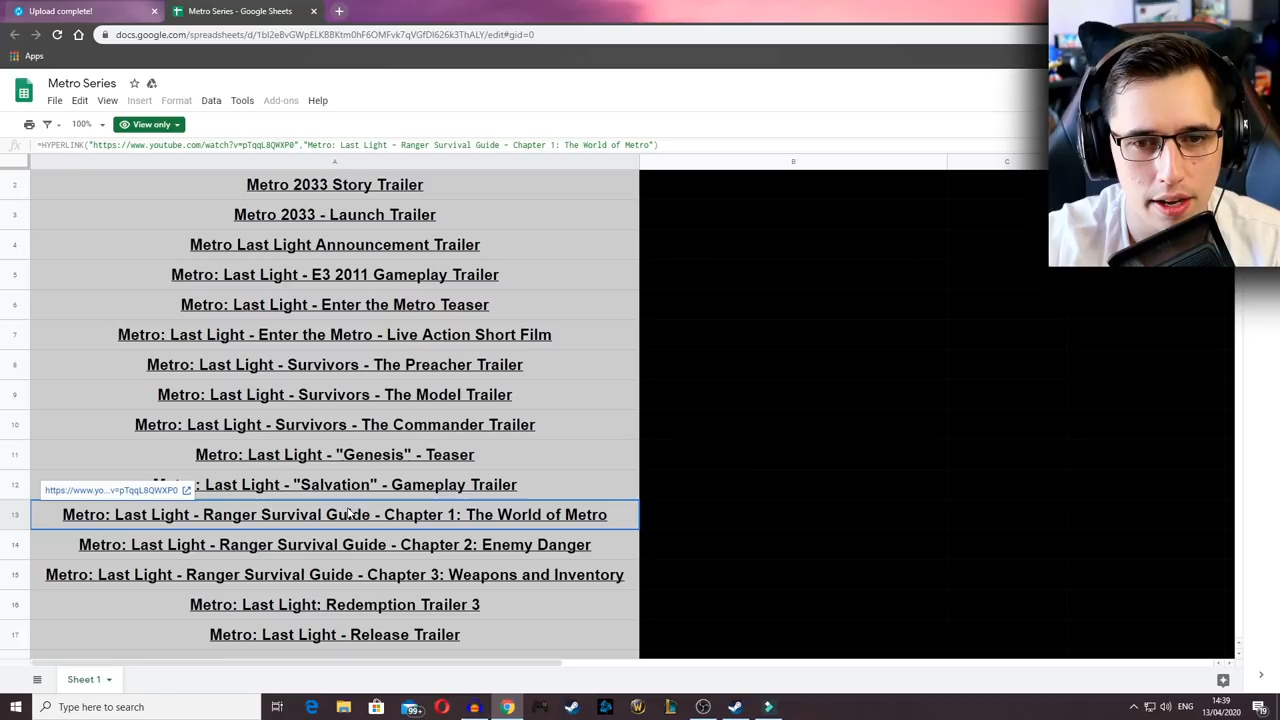 Upload complete!
Metro Series - Google Sheets
docs.google.com/spreadsheets/d/
Apps
Metro Series
File Edit View Insert Format Data Tools Add-ons Help
100% View only
=HYPERLINK("https://www.youtube.com/watch?v=pTqqL8QWXP0","Metro: Last Light - Ranger Survival Guide - Chapter 1: The World of Metro")
A B C
2 Metro 2033 Story Trailer
3 Metro 2033 - Launch Trailer
4 Metro Last Light Announcement Trailer
5 Metro: Last Light - E3 2011 Gameplay Trailer
6 Metro: Last Light - Enter the Metro Teaser
7 Metro: Last Light - Enter the Metro - Live Action Short Film
8 Metro: Last Light - Survivors - The Preacher Trailer
9 Metro: Last Light - Survivors - The Model Trailer
10 Metro: Last Light - Survivors - The Commander Trailer
11 Metro: Last Light - "Genesis" - Teaser
https://www.yo...v=pTqqL8QWXP0
12 Last Light - "Salvation" - Gameplay Trailer
13 Metro: Last Light - Ranger Survival Guide - Chapter 1: The World of Metro
14 Metro: Last Light - Ranger Survival Guide - Chapter 2: Enemy Danger
15 Metro: Last Light - Ranger Survival Guide - Chapter 3: Weapons and Inventory
16 Metro: Last Light: Redemption Trailer 3
17 Metro: Last Light - Release Trailer
Sheet 1
Type here to search
99+
14:39
13/04/2020
19